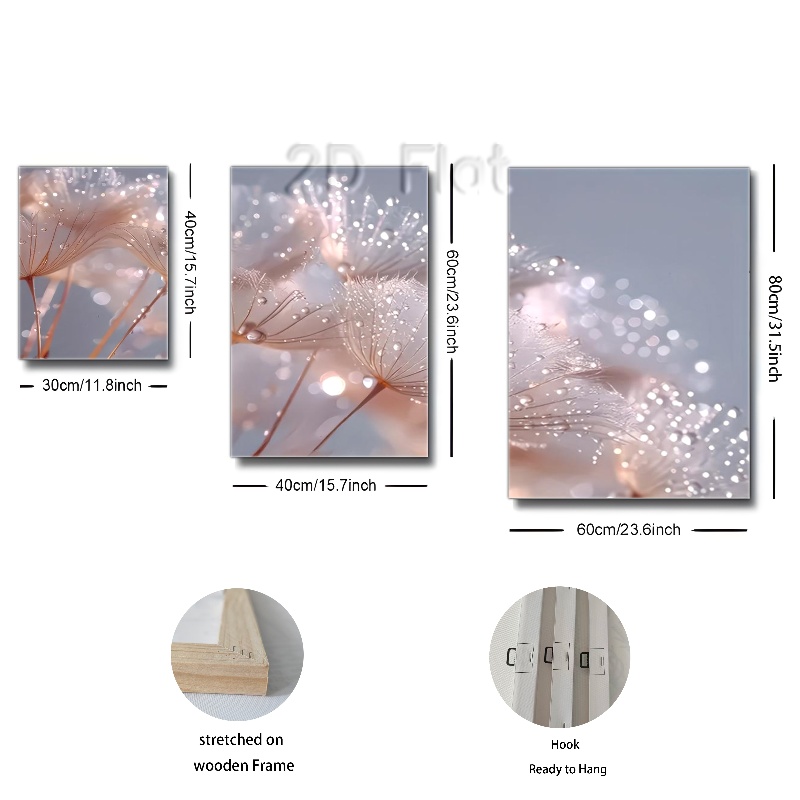 2D Flat
40cm/15.7inch
30cm/11.8inch
60cm/23.6inch
40cm/15.7inch
80cm/31.5inch
60cm/23.6inch
stretched on
wooden Frame
Hook
Ready to Hang